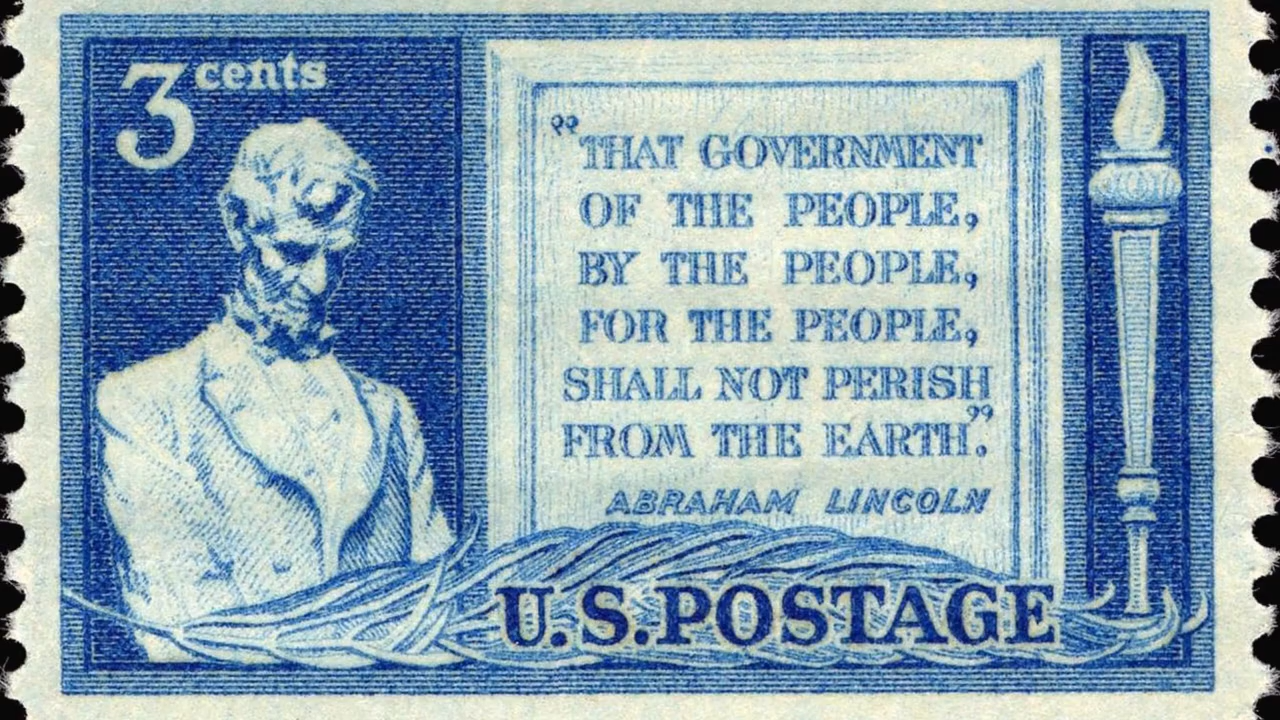 3 cents
"THAT GOVERNMENT
OF THE PEOPLE,
BY THE PEOPLE,
FOR THE PEOPLE,
SHALL NOT PERISH
FROM THE EARTH."
ABRAHAM LINCOLN
U.S.POSTAGE